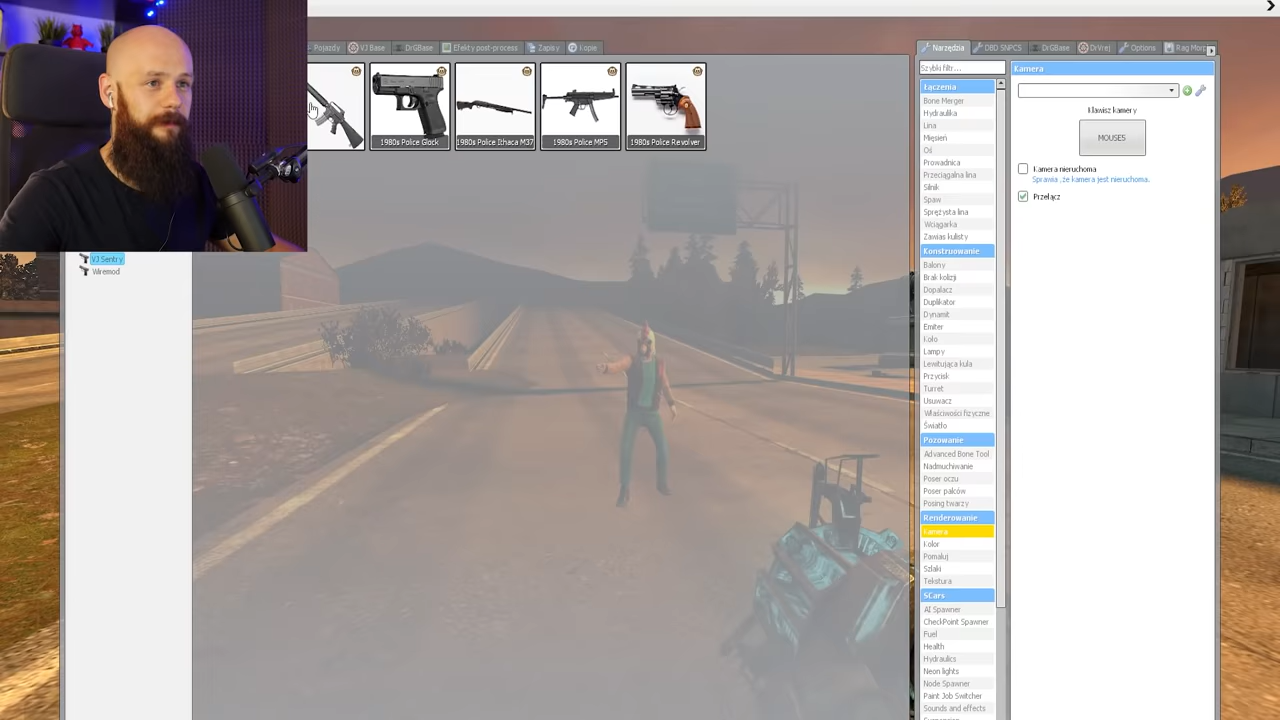 Pojazdy
VJ Base
DrGBase
Efekty post-process
Zapisy
Kopie
1980s Police Glock
1980s Police Ithaca M37
1980s Police MP5
1980s Police Revolver
VJ Sentry
Wiremod
Narzędzia
DBD SNPCS
DrGBase
DrVrej
Options
Rag Morp
Szybki filtr...
Łączenia
Bone Merger
Hydraulika
Lina
Mięsień
Oś
Prowadnica
Przeciągalna lina
Silnik
Spaw
Sprężysta lina
Wciągarka
Zawias kulisty
Konstruowanie
Balony
Brak kolizji
Dopalacz
Duplikator
Dynamit
Emiter
Koło
Lampy
Lewitująca kula
Przycisk
Turret
Usuwacz
Właściwości fizyczne
Światło
Pozowanie
Advanced Bone Tool
Nadmuchiwanie
Poser oczu
Poser palców
Posing twarzy
Renderowanie
Kamera
Kolor
Pomaluj
Szlaki
Tekstura
SCars
AI Spawner
CheckPoint Spawner
Fuel
Health
Hydraulics
Neon lights
Node Spawner
Paint Job Switcher
Sounds and effects
Kamera
Klawisz kamery
MOUSE5
Kamera nieruchoma
Sprawia ,że kamera jest nieruchoma.
Przełącz